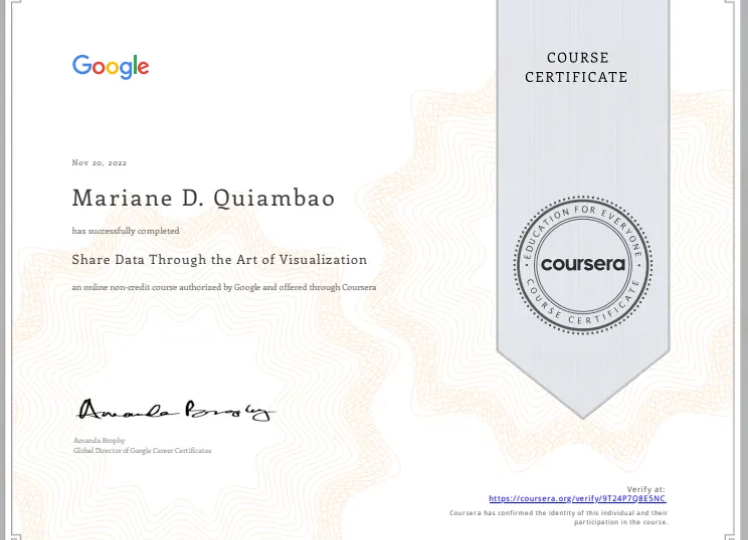 Google
COURSE
CERTIFICATE
Nov 20, 2022
Mariane D. Quiambao
has successfully completed
Share Data Through the Art of Visualization
an online non-credit course authorized by Google and offered through Coursera
EDUCATION FOR EVERYONE
coursera
COURSE CERTIFICATE
Amanda Brophy
Amanda Brophy
Global Director of Google Career Certificates
Verify at:
https://coursera.org/verify/9T24P7Q8E5NC
Coursera has confirmed the identity of this individual and their
participation in the course.